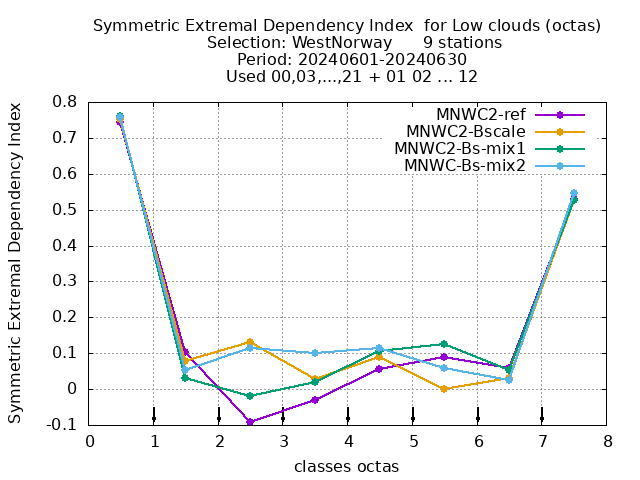 Symmetric Extremal Dependency Index  for Low clouds (octas)
Selection: WestNorway      9 stations
Period: 20240601-20240630
Used 00,03,...,21 + 01 02 ... 12
Symmetric Extremal Dependency Index
0.8
0.7
0.6
0.5
0.4
0.3
0.2
0.1
0
-0.1
MNWC2-ref
MNWC2-Bscale
MNWC2-Bs-mix1
MNWC-Bs-mix2
0 1 2 3 4 5 6 7 8
classes octas